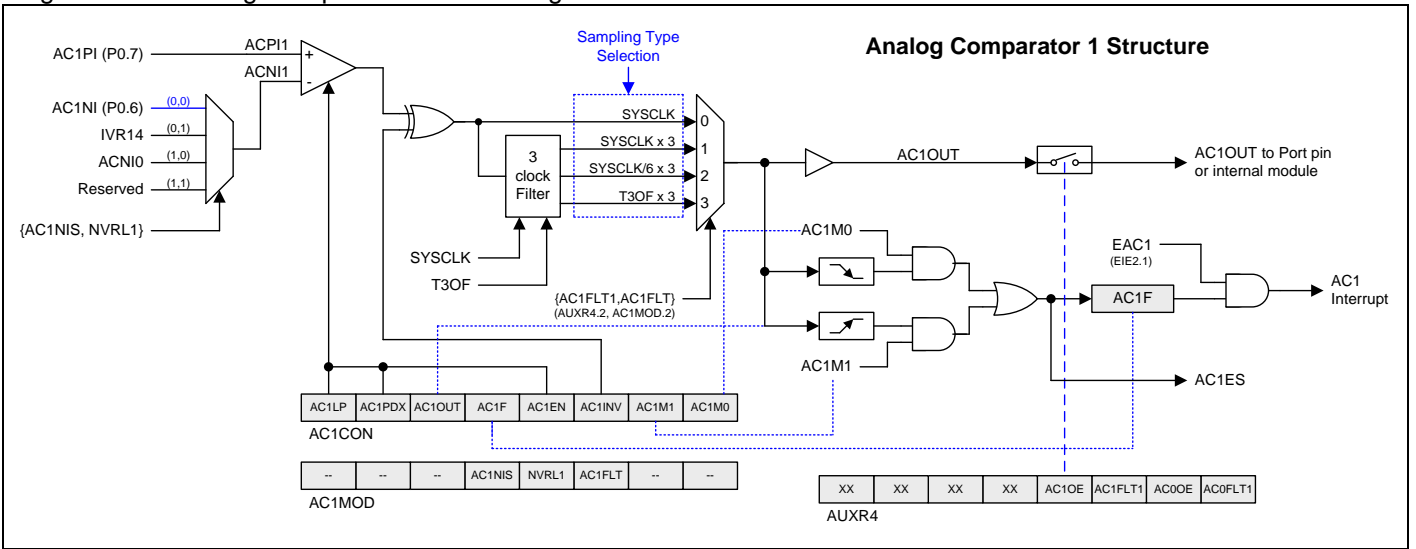 Analog Comparator 1 Structure
Sampling Type
Selection
AC1PI (P0.7)
ACPI1
+
ACNI1
-
AC1NI (P0.6)
(0,0)
IVR14
(0,1)
ACNI0
(1,0)
Reserved
(1,1)
{AC1NIS, NVRL1}
3
clock
Filter
SYSCLK
T3OF
SYSCLK
0
SYSCLK x 3
1
SYSCLK/6 x 3
2
T3OF x 3
3
{AC1FLT1,AC1FLT}
(AUXR4.2, AC1MOD.2)
AC1OUT
AC1OUT to Port pin
or internal module
AC1M0
AC1M1
EAC1
(EIE2.1)
AC1F
AC1
Interrupt
AC1ES
AC1LP AC1PDX AC1OUT AC1F AC1EN AC1INV AC1M1 AC1M0
AC1CON
-- -- -- AC1NIS NVRL1 AC1FLT -- --
AC1MOD
XX XX XX XX AC1OE AC1FLT1 AC0OE AC0FLT1
AUXR4